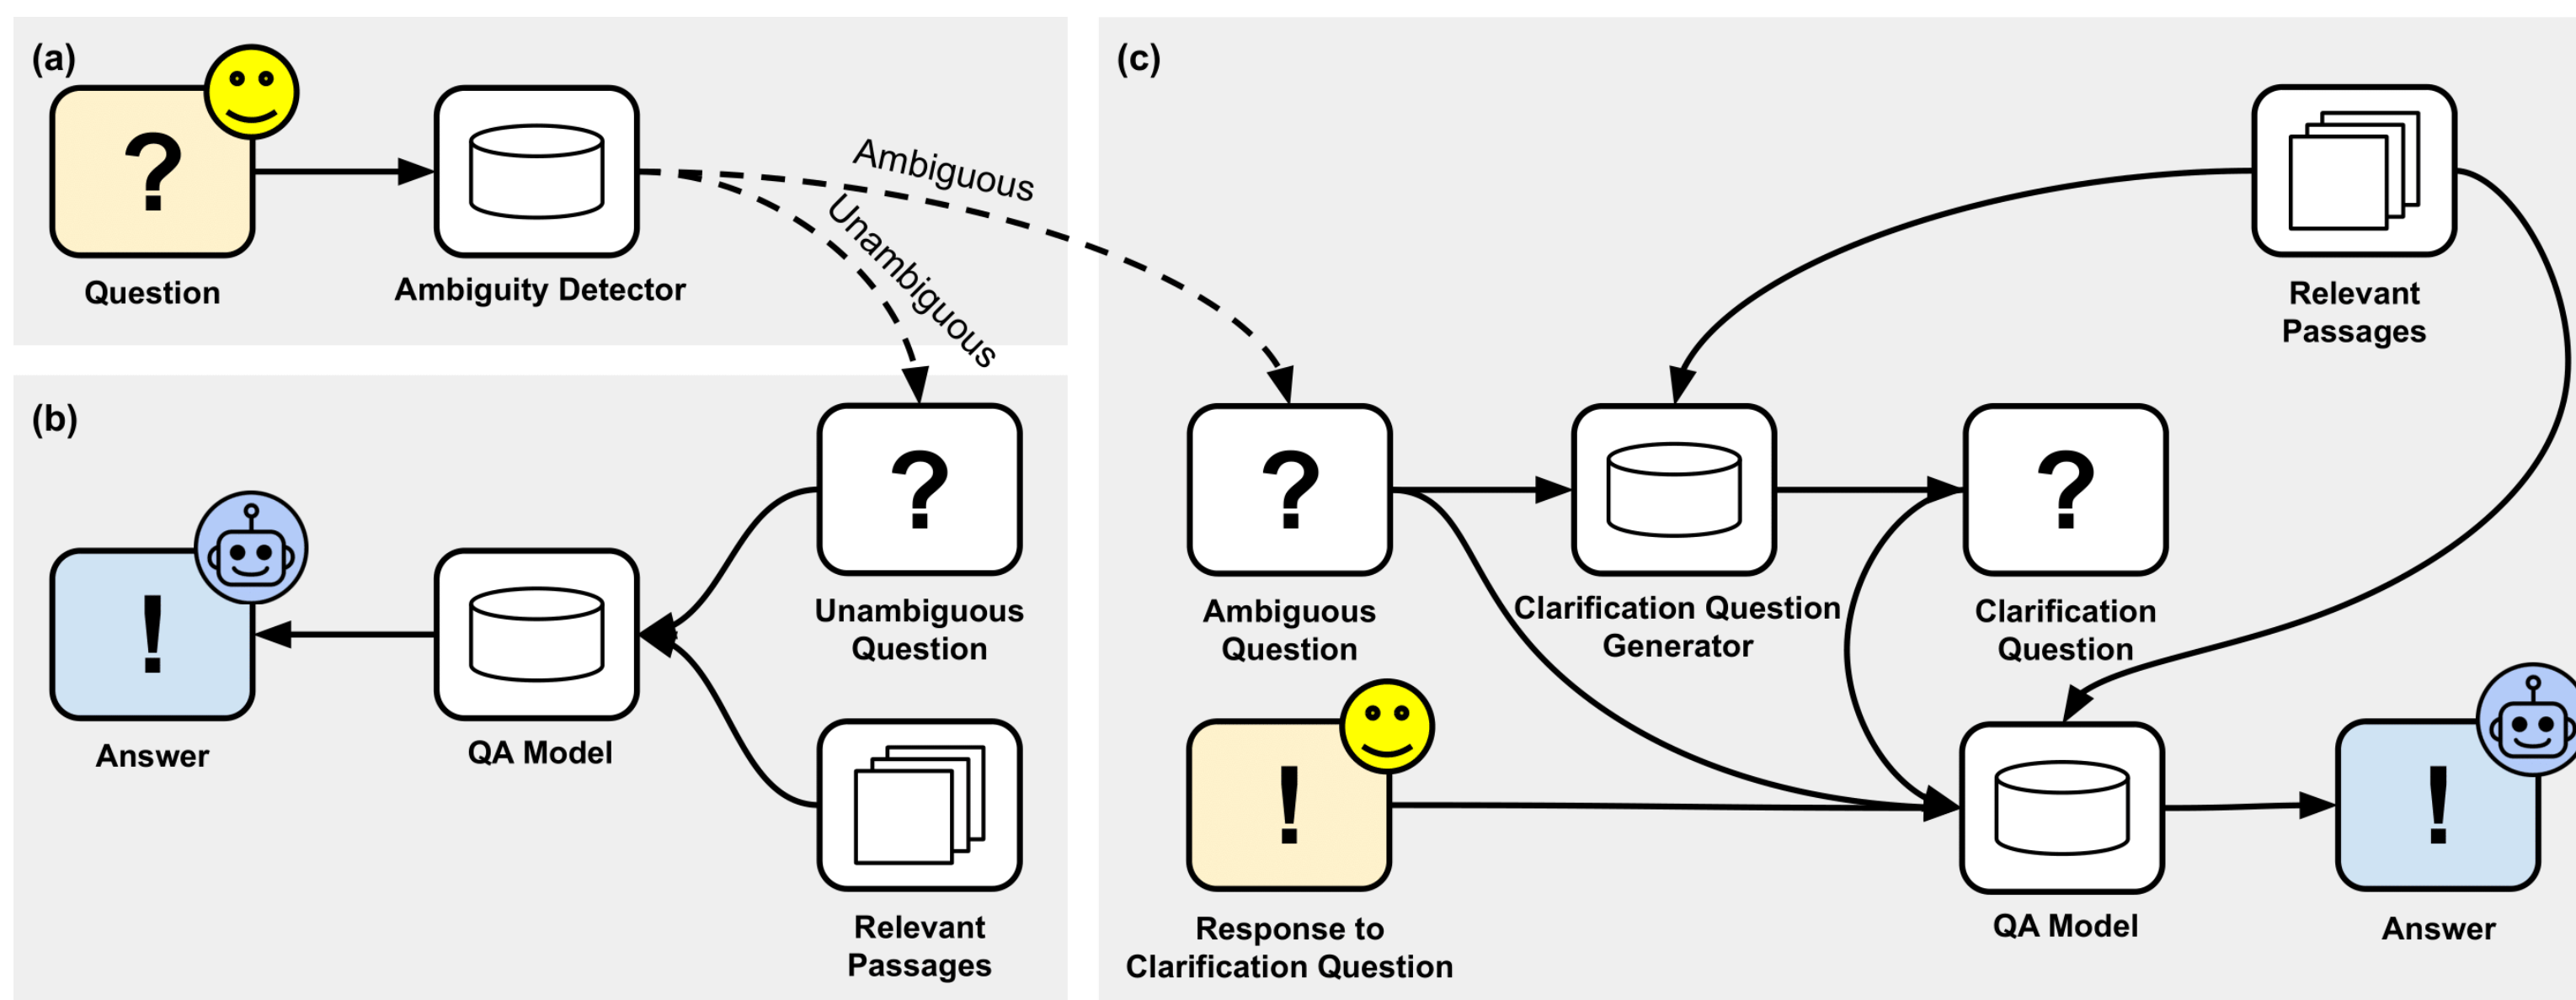 (a)
?
Question
Ambiguity Detector
Ambiguous
Unambiguous
(b)
!
Answer
QA Model
?
Unambiguous
Question
Relevant
Passages
(c)
Relevant
Passages
?
Ambiguous
Question
Clarification Question
Generator
?
Clarification
Question
!
Response to
Clarification Question
QA Model
!
Answer